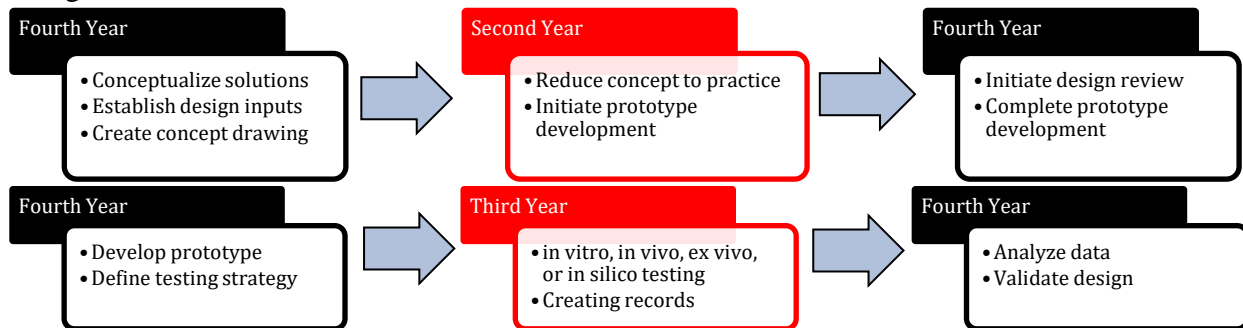 Fourth Year
• Conceptualize solutions
• Establish design inputs
• Create concept drawing
Second Year
• Reduce concept to practice
• Initiate prototype
development
Fourth Year
• Initiate design review
• Complete prototype
development
Fourth Year
• Develop prototype
• Define testing strategy
Third Year
• in vitro, in vivo, ex vivo,
or in silico testing
• Creating records
Fourth Year
• Analyze data
• Validate design